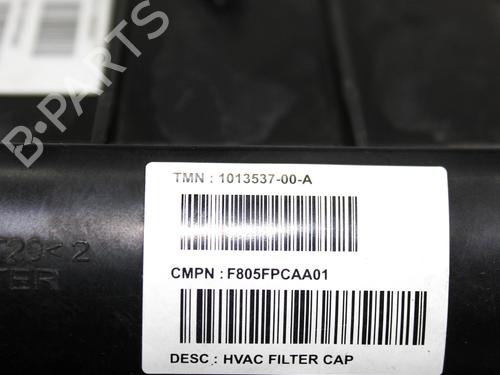 B-PARTS
TMN : 1013537-00-A
CMPN : F805FPCAA01
DESC : HVAC FILTER CAP